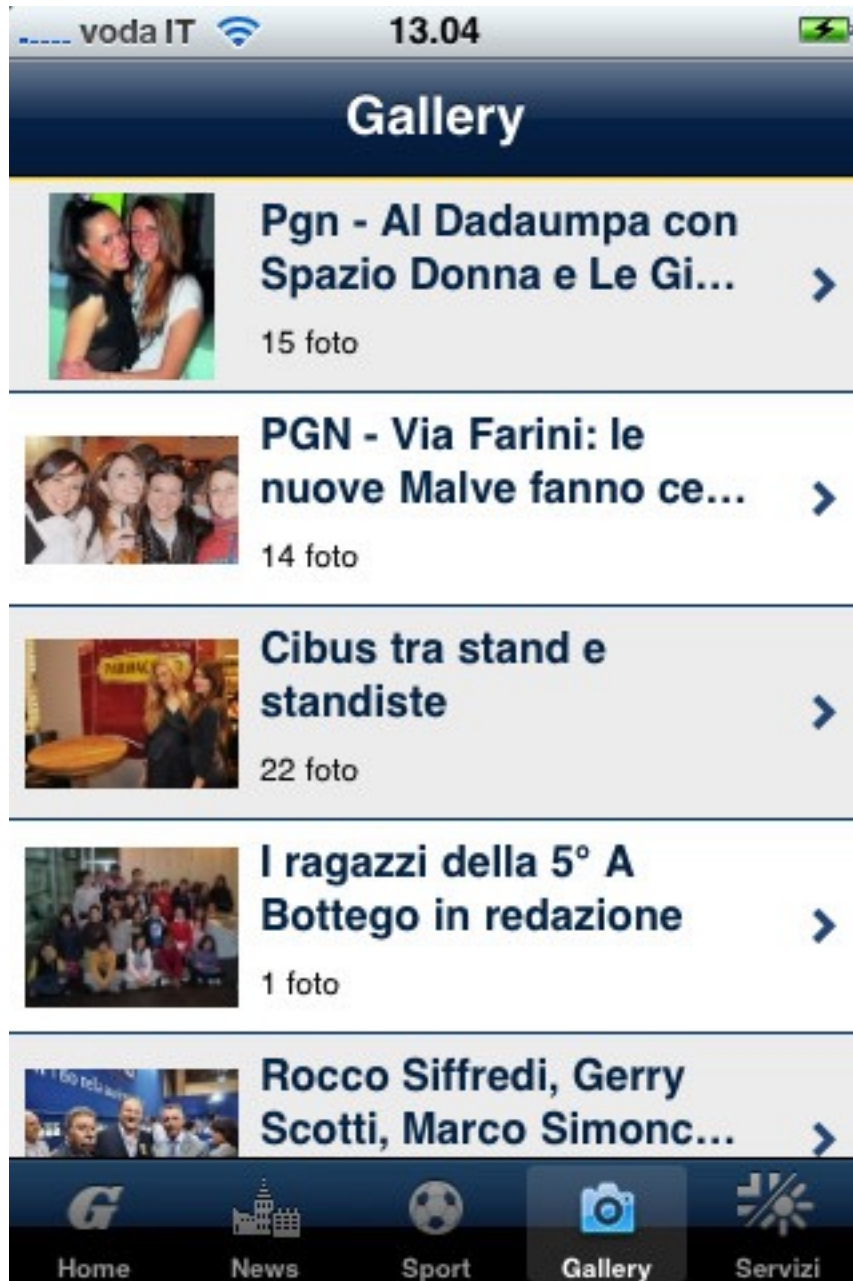 voda IT 13.04
Gallery
Pgn - Al Dadaumpa con
Spazio Donna e Le Gi...
15 foto
PGN - Via Farini: le
nuove Malve fanno ce...
14 foto
Cibus tra stand e
standiste
22 foto
I ragazzi della 5° A
Bottego in redazione
1 foto
Rocco Siffredi, Gerry
Scotti, Marco Simonc...
G
Home News Sport Gallery Servizi